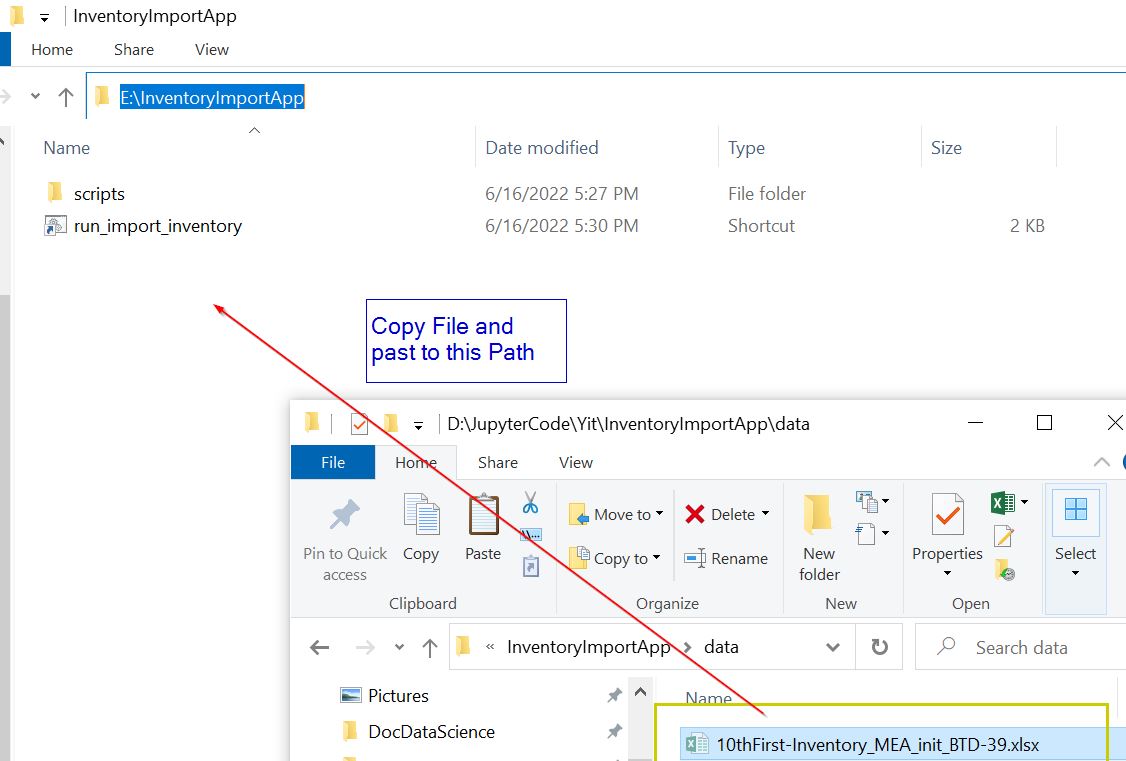 InventoryImportApp
Home Share View
E:\InventoryImportApp
Name Date modified Type Size
scripts 6/16/2022 5:27 PM File folder
run_import_inventory 6/16/2022 5:30 PM Shortcut 2 KB
Copy File and
past to this Path
D:\JupyterCode\Yit\InventoryImportApp\data
File Home Share View
Pin to Quick
access
Copy
Paste
Move to
Copy to
Delete
Rename
New
folder
Properties
Select
Clipboard Organize New Open
« InventoryImportApp > data
Search data
Pictures
DocDataScience
Name
10thFirst-Inventory_MEA_init_BTD-39.xlsx